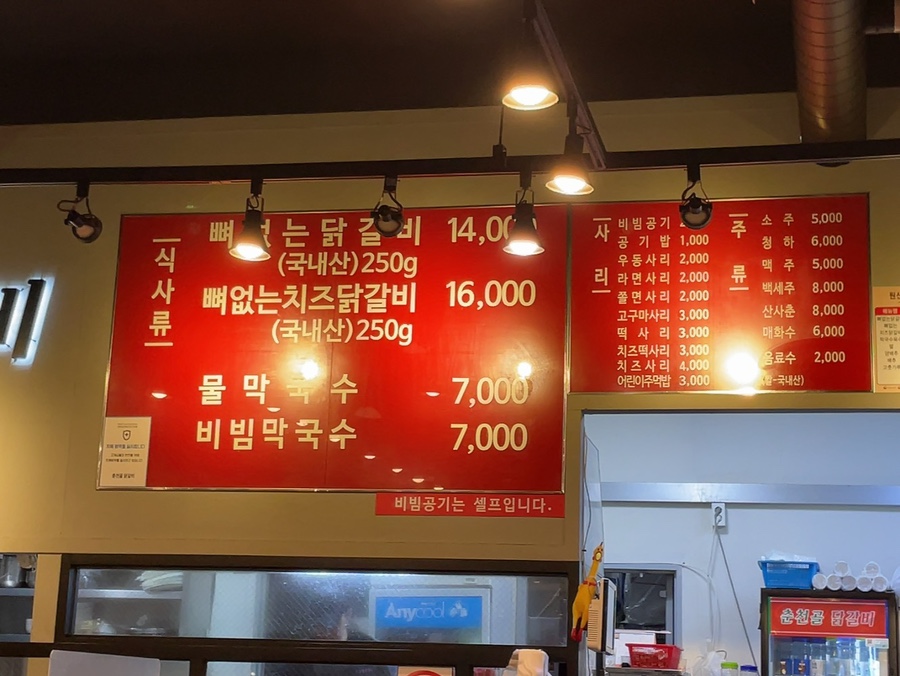 식사류
뼈없는닭갈비 14,000
(국내산)250g
뼈없는치즈닭갈비 16,000
(국내산)250g
물막국수 7,000
비빔막국수 7,000
비빔공기는 셀프입니다.
사리
비빔공기
공기밥 1,000
우동사리 2,000
라면사리 2,000
쫄면사리 2,000
고구마사리 3,000
떡사리 3,000
치즈떡사리 3,000
치즈사리 4,000
어린이주먹밥 3,000
주류
소주 5,000
청하 6,000
맥주 5,000
백세주 8,000
산사춘 8,000
매화수 6,000
음료수 2,000
Anycool
춘천골 닭갈비